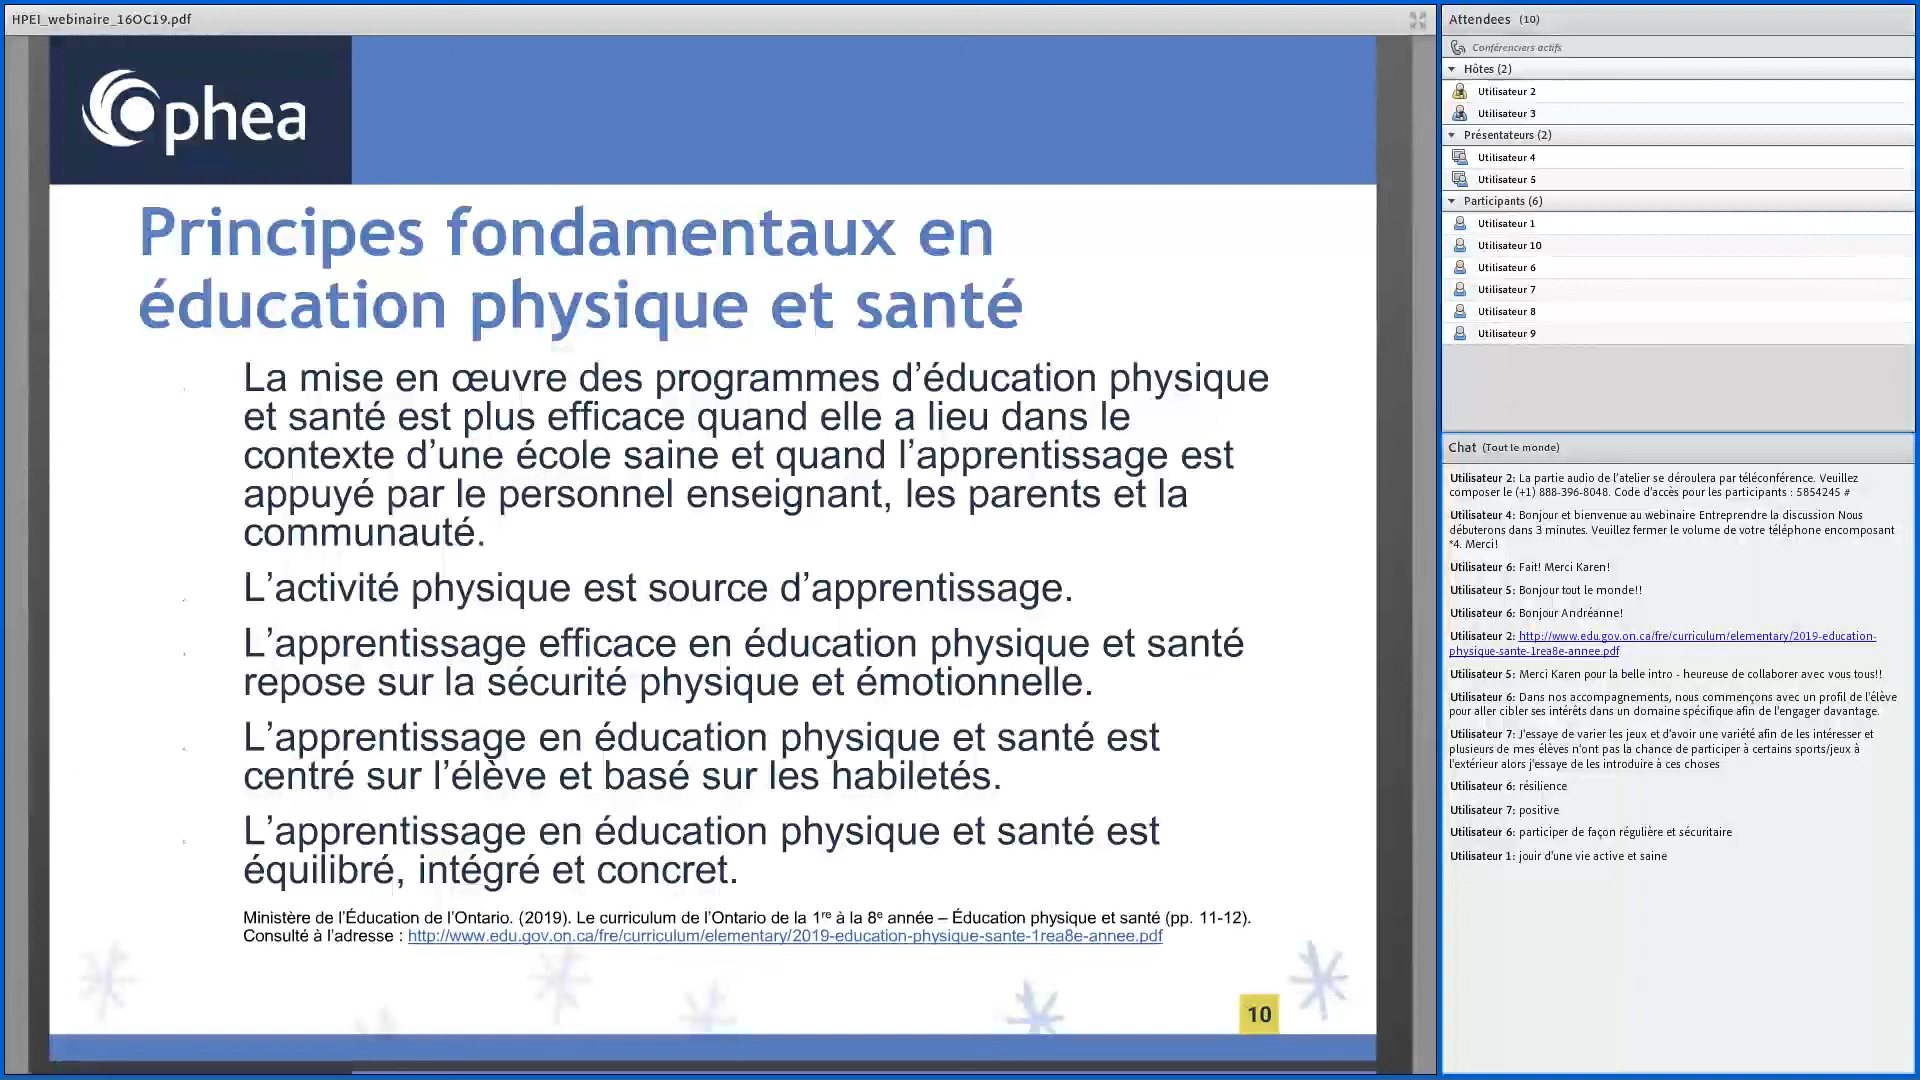 HPEI_webinaire_16OC19.pdf
Ophea
Principes fondamentaux en
éducation physique et santé
La mise en œuvre des programmes d’éducation physique
et santé est plus efficace quand elle a lieu dans le
contexte d’une école saine et quand l’apprentissage est
appuyé par le personnel enseignant, les parents et la
communauté.
L’activité physique est source d’apprentissage.
L’apprentissage efficace en éducation physique et santé
repose sur la sécurité physique et émotionnelle.
L’apprentissage en éducation physique et santé est
centré sur l’élève et basé sur les habiletés.
L’apprentissage en éducation physique et santé est
équilibré, intégré et concret.
Ministère de l’Éducation de l’Ontario. (2019). Le curriculum de l’Ontario de la 1re à la 8e année – Éducation physique et santé (pp. 11-12).
Consulté à l’adresse : http://www.edu.gov.on.ca/fre/curriculum/elementary/2019-education-physique-sante-1rea8e-annee.pdf
10
Attendees (10)
Conférenciers actifs
Hôtes (2)
Utilisateur 2
Utilisateur 3
Présentateurs (2)
Utilisateur 4
Utilisateur 5
Participants (6)
Utilisateur 1
Utilisateur 10
Utilisateur 6
Utilisateur 7
Utilisateur 8
Utilisateur 9
Chat (Tout le monde)
Utilisateur 2: La partie audio de l'atelier se déroulera par téléconférence. Veuillez
composer le (+1) 888-396-8048. Code d'accès pour les participants : 5854245 #
Utilisateur 4: Bonjour et bienvenue au webinaire Entreprendre la discussion Nous
débuterons dans 3 minutes. Veuillez fermer le volume de votre téléphone encomposant
*4. Merci!
Utilisateur 6: Fait! Merci Karen!
Utilisateur 5: Bonjour tout le monde!!
Utilisateur 6: Bonjour Andréanne!
Utilisateur 2: http://www.edu.gov.on.ca/fre/curriculum/elementary/2019-education-
physique-sante-1rea8e-annee.pdf
Utilisateur 5: Merci Karen pour la belle intro - heureuse de collaborer avec vous tous!!
Utilisateur 6: Dans nos accompagnements, nous commençons avec un profil de l'élève
pour aller cibler ses intérêts dans un domaine spécifique afin de l'engager davantage.
Utilisateur 7: J'essaye de varier les jeux et d'avoir une variété afin de les intéresser et
plusieurs de mes élèves n'ont pas la chance de participer à certains sports/jeux à
l'extérieur alors j'essaye de les introduire à ces choses
Utilisateur 6: résilience
Utilisateur 7: positive
Utilisateur 6: participer de façon régulière et sécuritaire
Utilisateur 1: jouir d'une vie active et saine